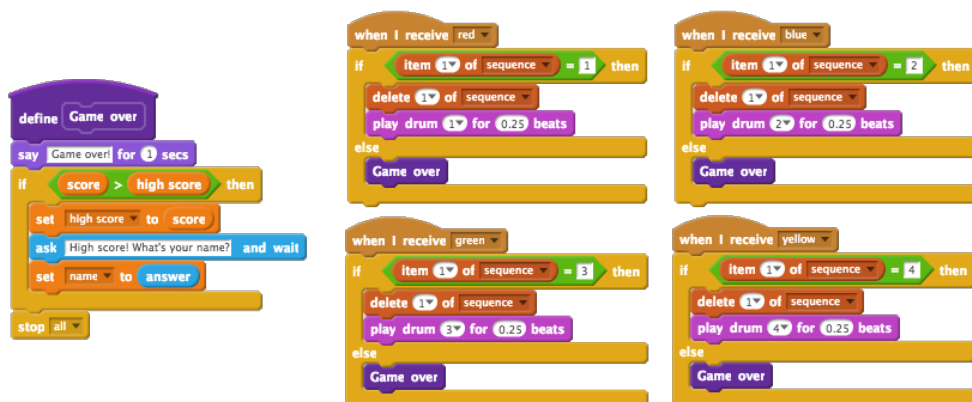 define Game over
say Game over! for 1 secs
if score > high score then
set high score to score
ask High score! What's your name? and wait
set name to answer
stop all
when I receive red
if item 1 of sequence = 1 then
delete 1 of sequence
play drum 1 for 0.25 beats
else
Game over
when I receive blue
if item 1 of sequence = 2 then
delete 1 of sequence
play drum 2 for 0.25 beats
else
Game over
when I receive green
if item 1 of sequence = 3 then
delete 1 of sequence
play drum 3 for 0.25 beats
else
Game over
when I receive yellow
if item 1 of sequence = 4 then
delete 1 of sequence
play drum 4 for 0.25 beats
else
Game over